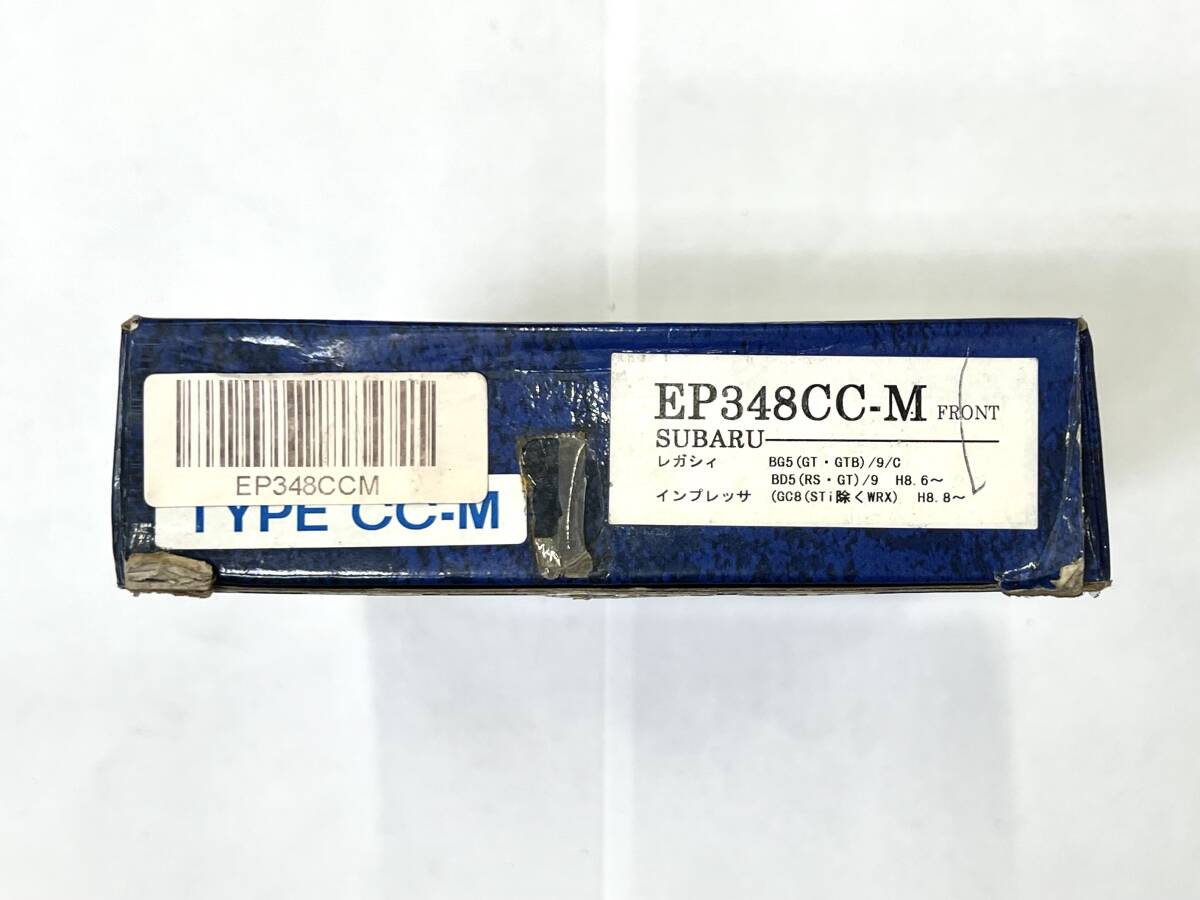 EP348CCM
TYPE CC-M
EP348CC-M FRONT
SUBARU
レガシィ BG5(GT・GTB)/9/C
BD5(RS・GT)/9 H8.6～
インプレッサ (GC8(STi除くWRX) H8.8～